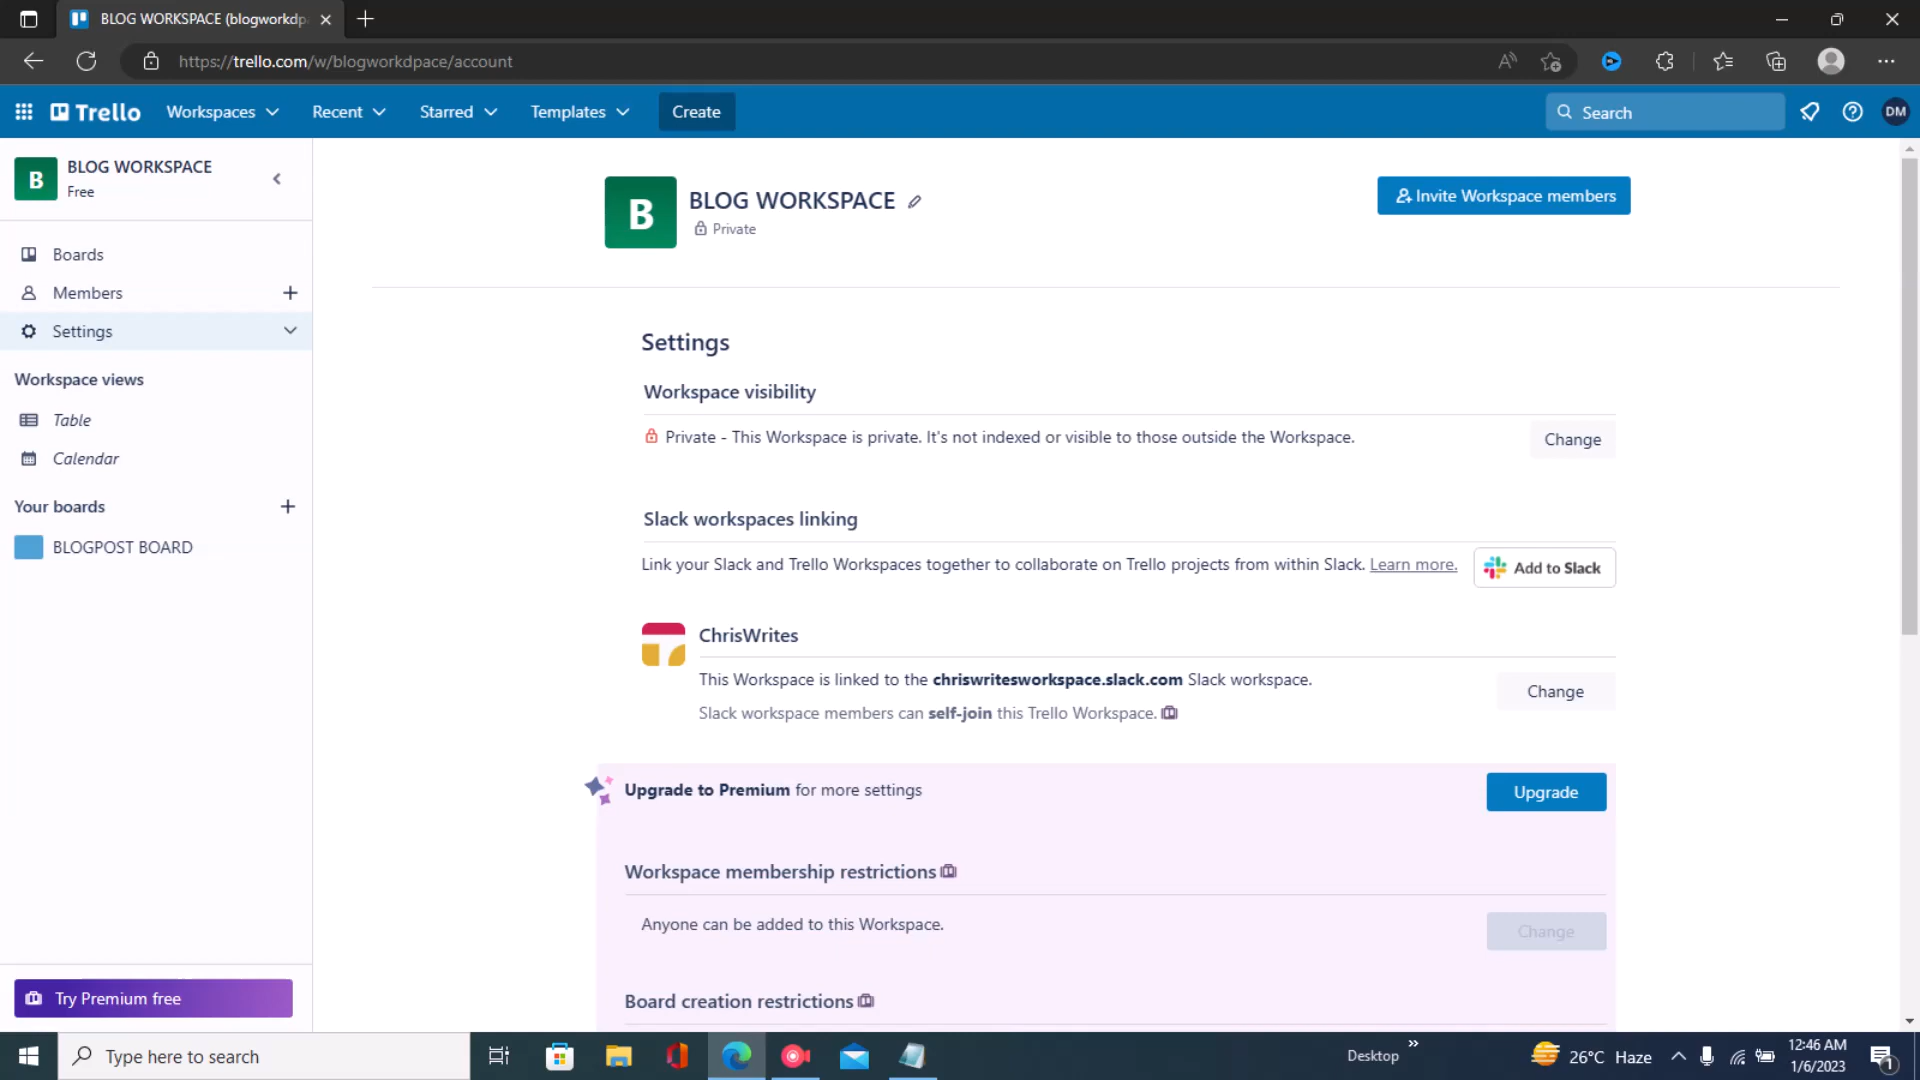 BLOG WORKSPACE (blogworkdp
https://trello.com/w/blogworkdpace/account
Trello
Workspaces
Recent
Starred
Templates
Create
Search
DM
B
BLOG WORKSPACE
Free
Boards
Members
Settings
Workspace views
Table
Calendar
Your boards
BLOGPOST BOARD
Try Premium free
B
BLOG WORKSPACE
Private
Invite Workspace members
Settings
Workspace visibility
Private - This Workspace is private. It's not indexed or visible to those outside the Workspace.
Change
Slack workspaces linking
Link your Slack and Trello Workspaces together to collaborate on Trello projects from within Slack. Learn more.
Add to Slack
ChrisWrites
This Workspace is linked to the chriswritesworkspace.slack.com Slack workspace.
Slack workspace members can self-join this Trello Workspace.
Change
Upgrade to Premium for more settings
Upgrade
Workspace membership restrictions
Anyone can be added to this Workspace.
Change
Board creation restrictions
Type here to search
Desktop
26°C Haze
12:46 AM
1/6/2023
1